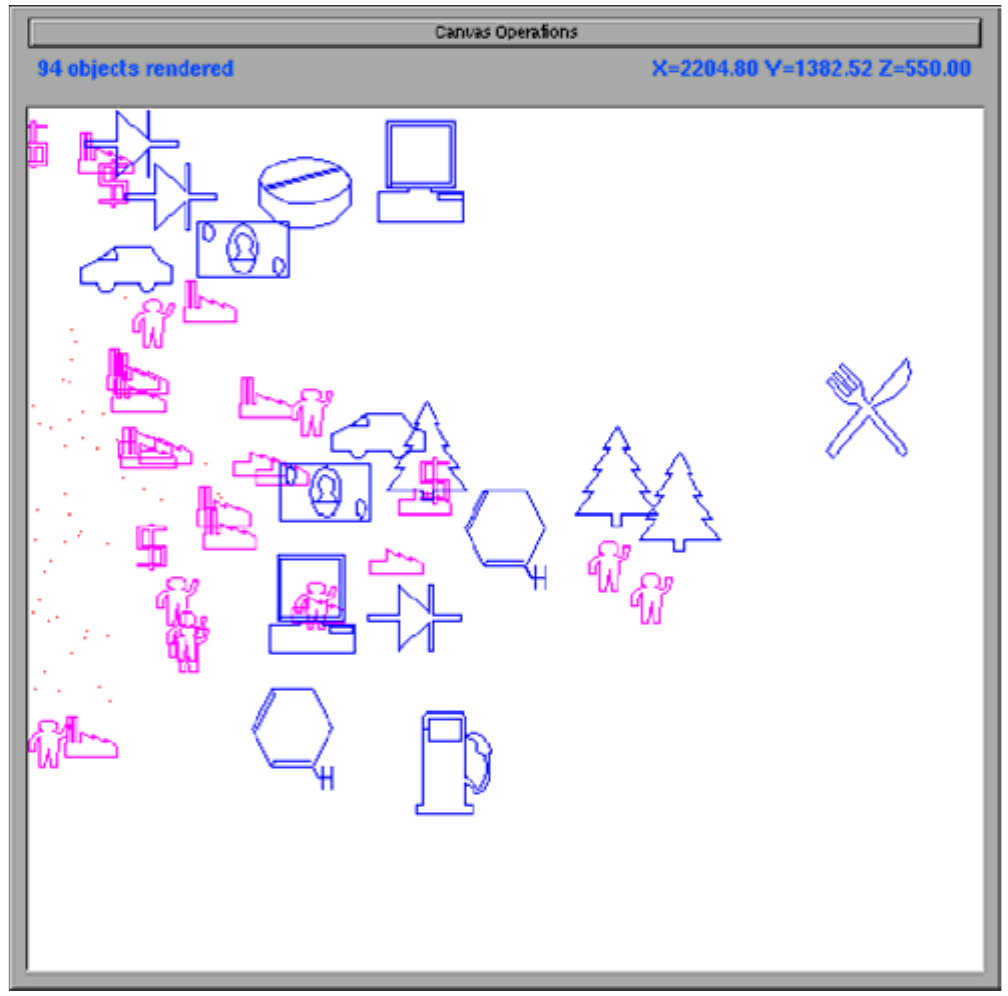 Canvas Operations
94 objects rendered
X=2204.80 Y=1382.52 Z=550.00
$
$
$
$
H
H